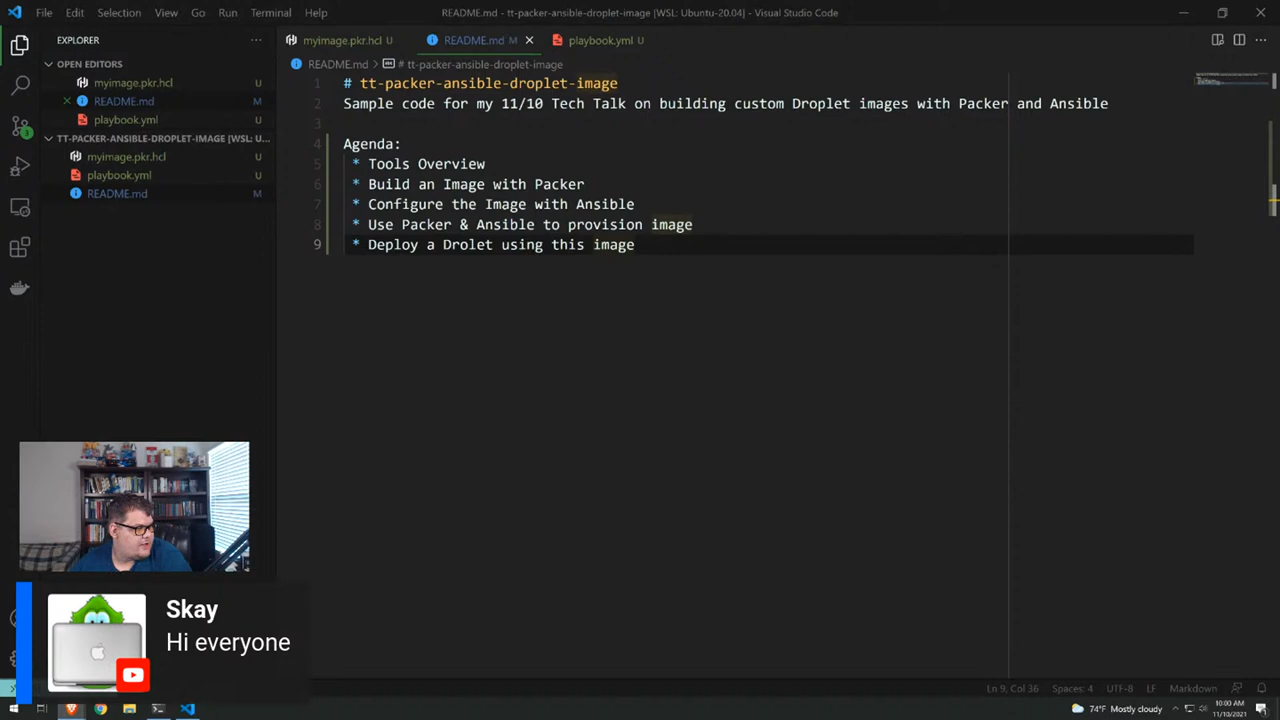 File Edit Selection View Go Run Terminal Help
README.md - tt-packer-ansible-droplet-image [WSL: Ubuntu-20.04] - Visual Studio Code
EXPLORER
OPEN EDITORS
myimage.pkr.hcl U
README.md M
playbook.yml U
TT-PACKER-ANSIBLE-DROPLET-IMAGE [WSL: U...
myimage.pkr.hcl U
playbook.yml U
README.md M
myimage.pkr.hcl U README.md M playbook.yml U
README.md > # tt-packer-ansible-droplet-image
1 # tt-packer-ansible-droplet-image
2 Sample code for my 11/10 Tech Talk on building custom Droplet images with Packer and Ansible
3
4 Agenda:
5 * Tools Overview
6 * Build an Image with Packer
7 * Configure the Image with Ansible
8 * Use Packer & Ansible to provision image
9 * Deploy a Drolet using this image
Skay
Hi everyone
Ln 9, Col 36 Spaces: 4 UTF-8 LF Markdown
74°F Mostly cloudy
10:00 AM
11/10/2021